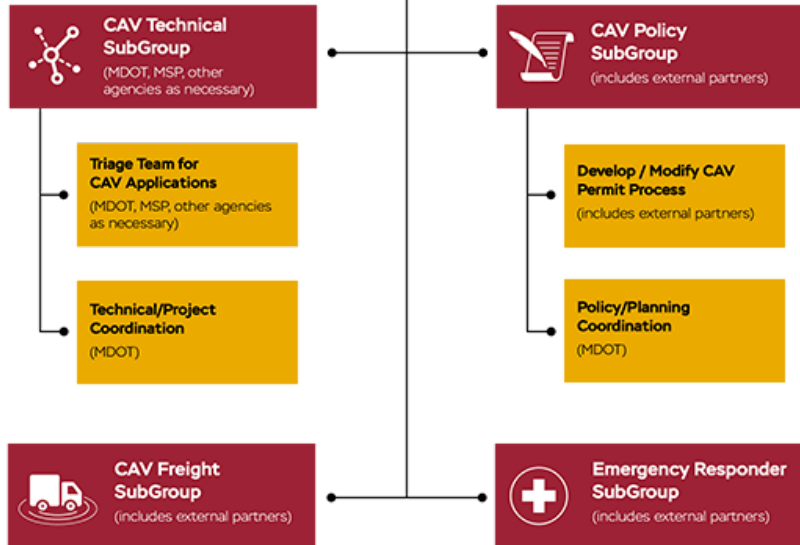 CAV Technical
SubGroup
(MDOT, MSP, other
agencies as necessary)
Triage Team for
CAV Applications
(MDOT, MSP, other agencies
as necessary)
Technical/Project
Coordination
(MDOT)
CAV Policy
SubGroup
(includes external partners)
Develop / Modify CAV
Permit Process
(includes external partners)
Policy/Planning
Coordination
(MDOT)
CAV Freight
SubGroup
(includes external partners)
Emergency Responder
SubGroup
(includes external partners)